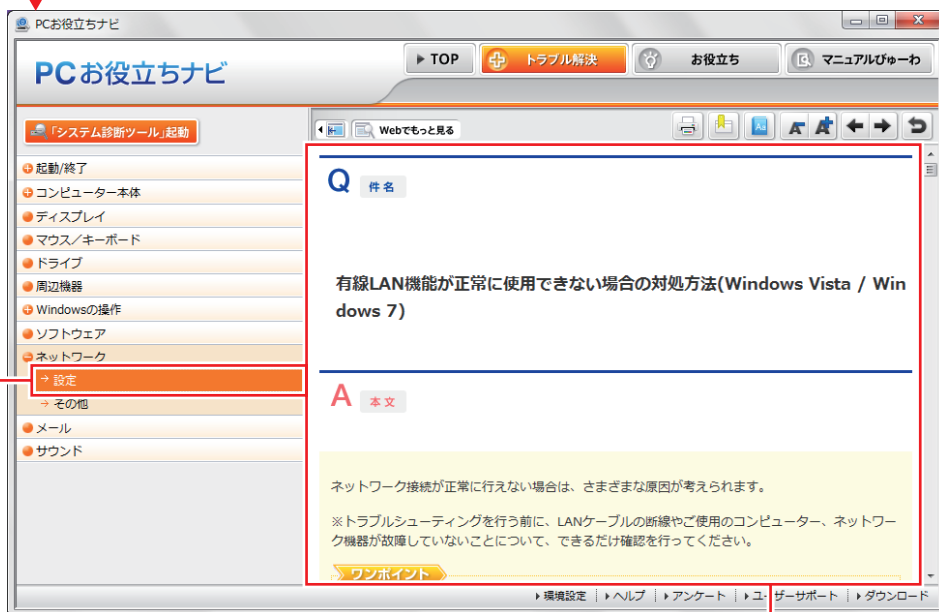 PCお役立ちナビ
PCお役立ちナビ
TOP
トラブル解決
お役立ち
マニュアルびゅーわ
「システム診断ツール」起動
Webでもっと見る
起動/終了
コンピューター本体
ディスプレイ
マウス／キーボード
ドライブ
周辺機器
Windowsの操作
ソフトウェア
ネットワーク
設定
その他
メール
サウンド
Q 件名
有線LAN機能が正常に使用できない場合の対処方法(Windows Vista / Win
dows 7)
A 本文
ネットワーク接続が正常に行えない場合は、さまざまな原因が考えられます。
※トラブルシューティングを行う前に、LANケーブルの断線やご使用のコンピューター、ネットワー
ク機器が故障していないことについて、できるだけ確認を行ってください。
ワンポイント
環境設定 ヘルプ アンケート ユーザーサポート ダウンロード